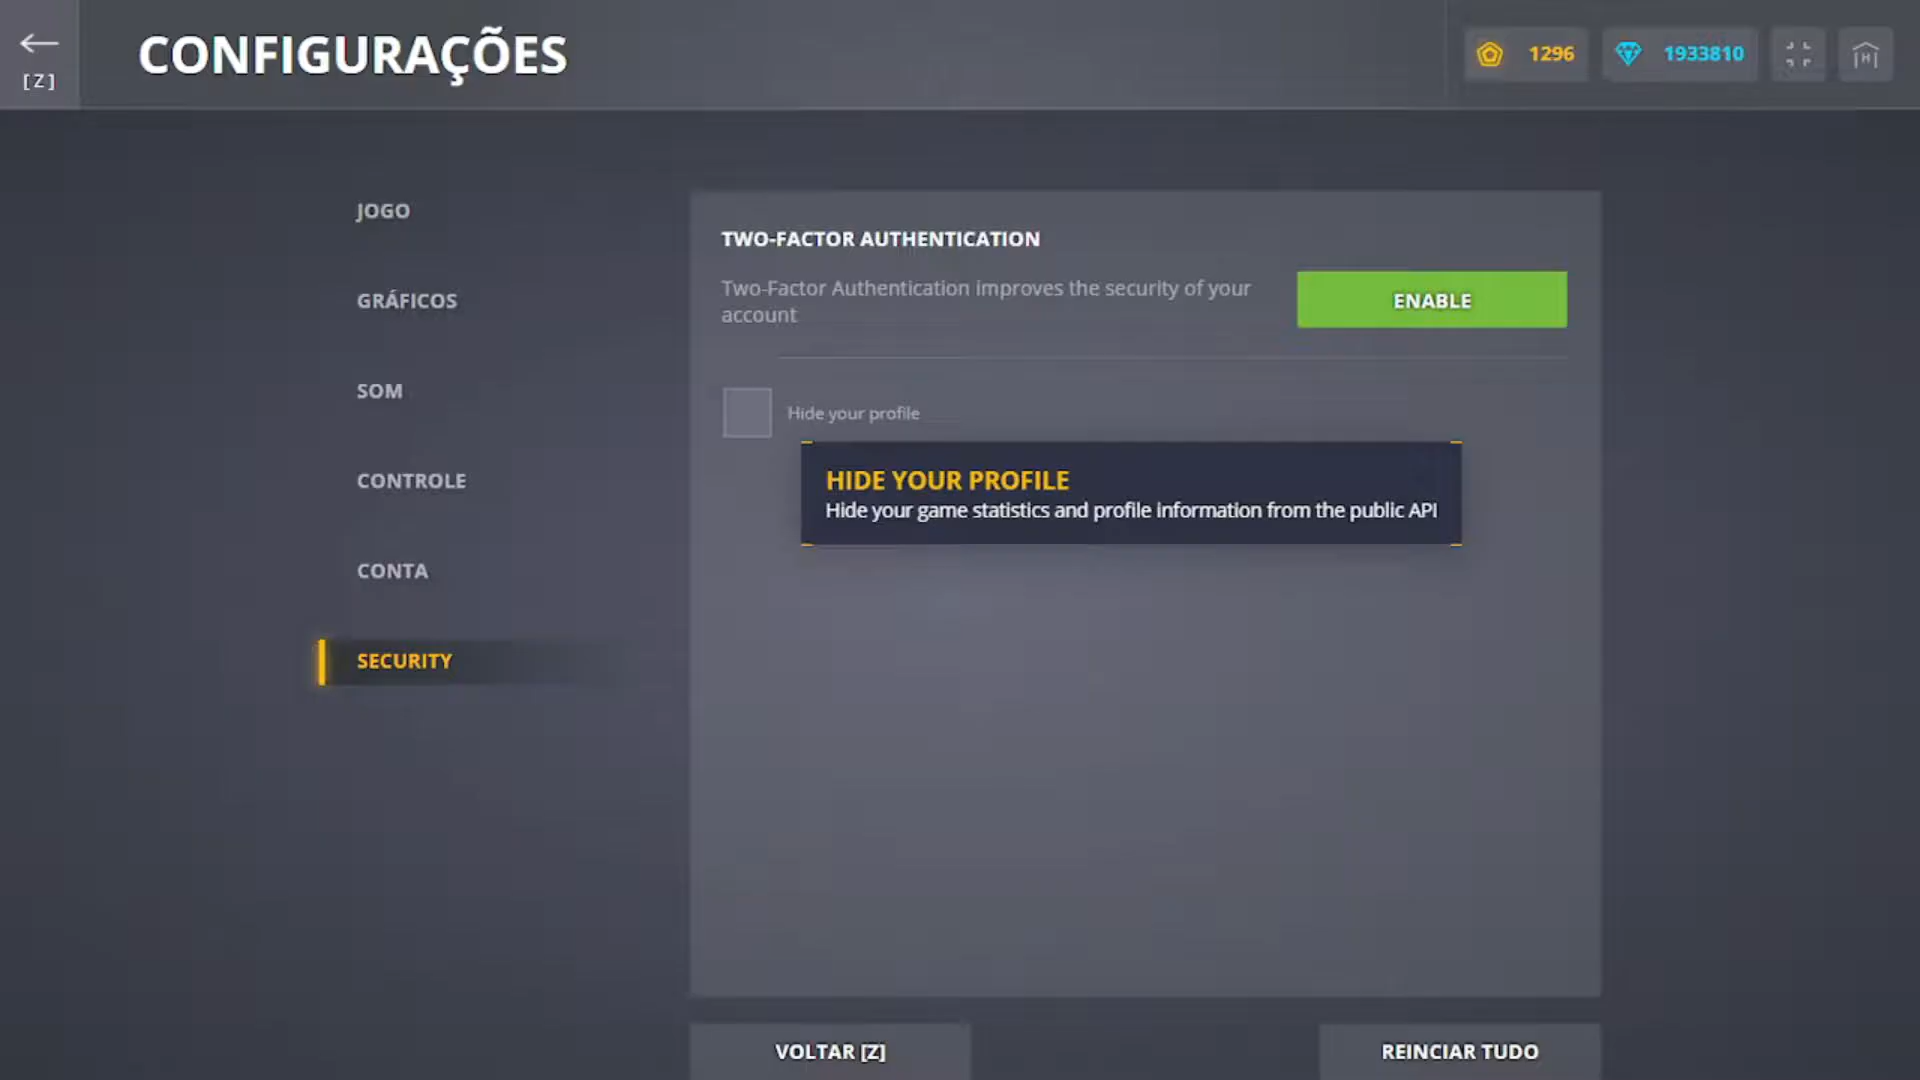 CONFIGURAÇÕES
[Z]
1296
1933810
[H]
JOGO
GRÁFICOS
SOM
CONTROLE
CONTA
SECURITY
TWO-FACTOR AUTHENTICATION
Two-Factor Authentication improves the security of your
account
ENABLE
Hide your profile
HIDE YOUR PROFILE
Hide your game statistics and profile information from the public API
VOLTAR [Z]
REINCIAR TUDO